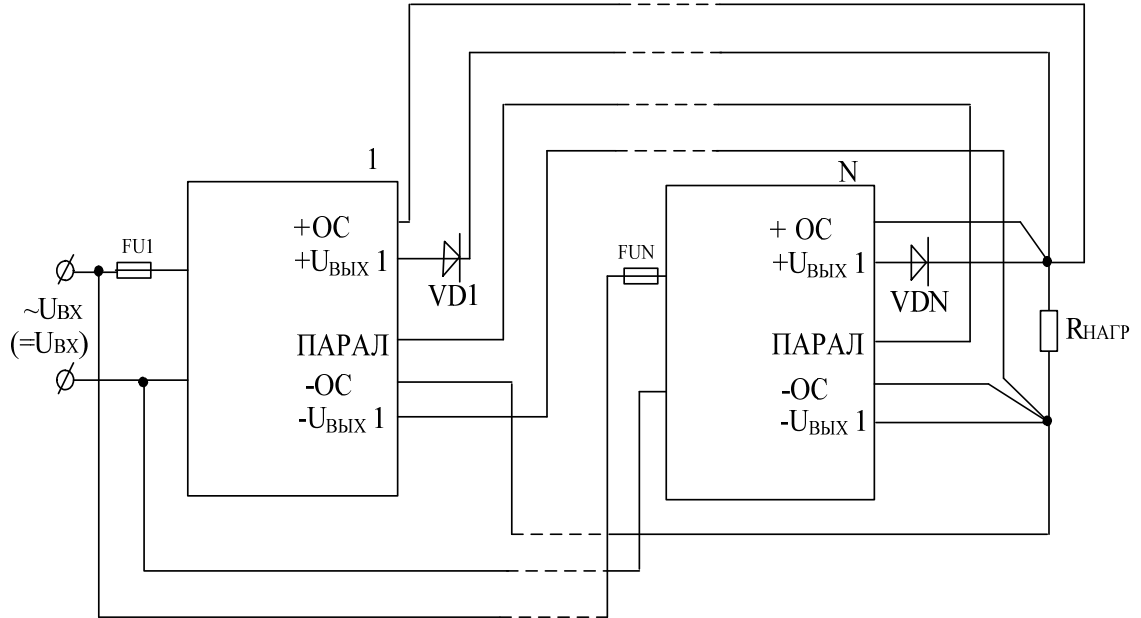 1
+ОС
+UВЫХ 1
ПАРАЛ
-ОС
-UВЫХ 1
FU1
~UВХ
(=UВХ)
VD1
N
+ ОС
+UВЫХ 1
ПАРАЛ
-ОС
-UВЫХ 1
FUN
VDN
RНАГР